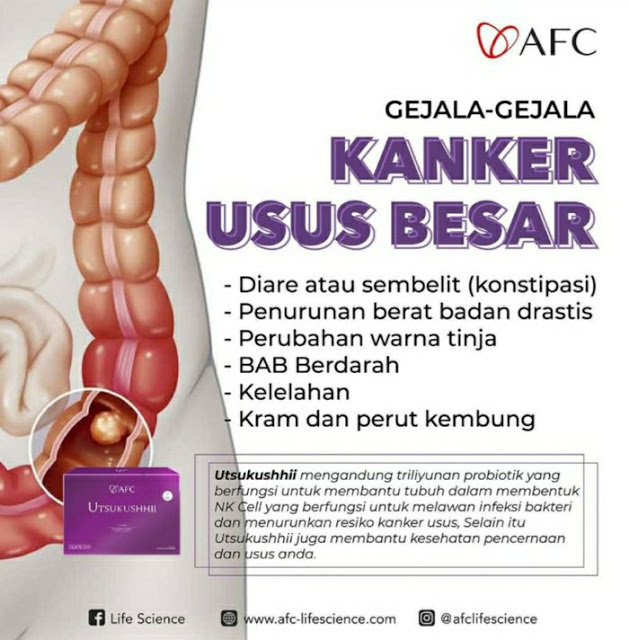 AFC
GEJALA-GEJALA
KANKER
USUS BESAR
- Diare atau sembelit (konstipasi)
- Penurunan berat badan drastis
- Perubahan warna tinja
- BAB Berdarah
- Kelelahan
- Kram dan perut kembung
AFC
UTSUKUSHHII
Utsukushhii mengandung triliyunan probiotik yang
berfungsi untuk membantu tubuh dalam membentuk
NK Cell yang berfungsi untuk melawan infeksi bakteri
dan menurunkan resiko kanker usus, Selain itu
Utsukushhii juga membantu kesehatan pencernaan
dan usus anda.
Life Science
www.afc-lifescience.com
@afclifescience